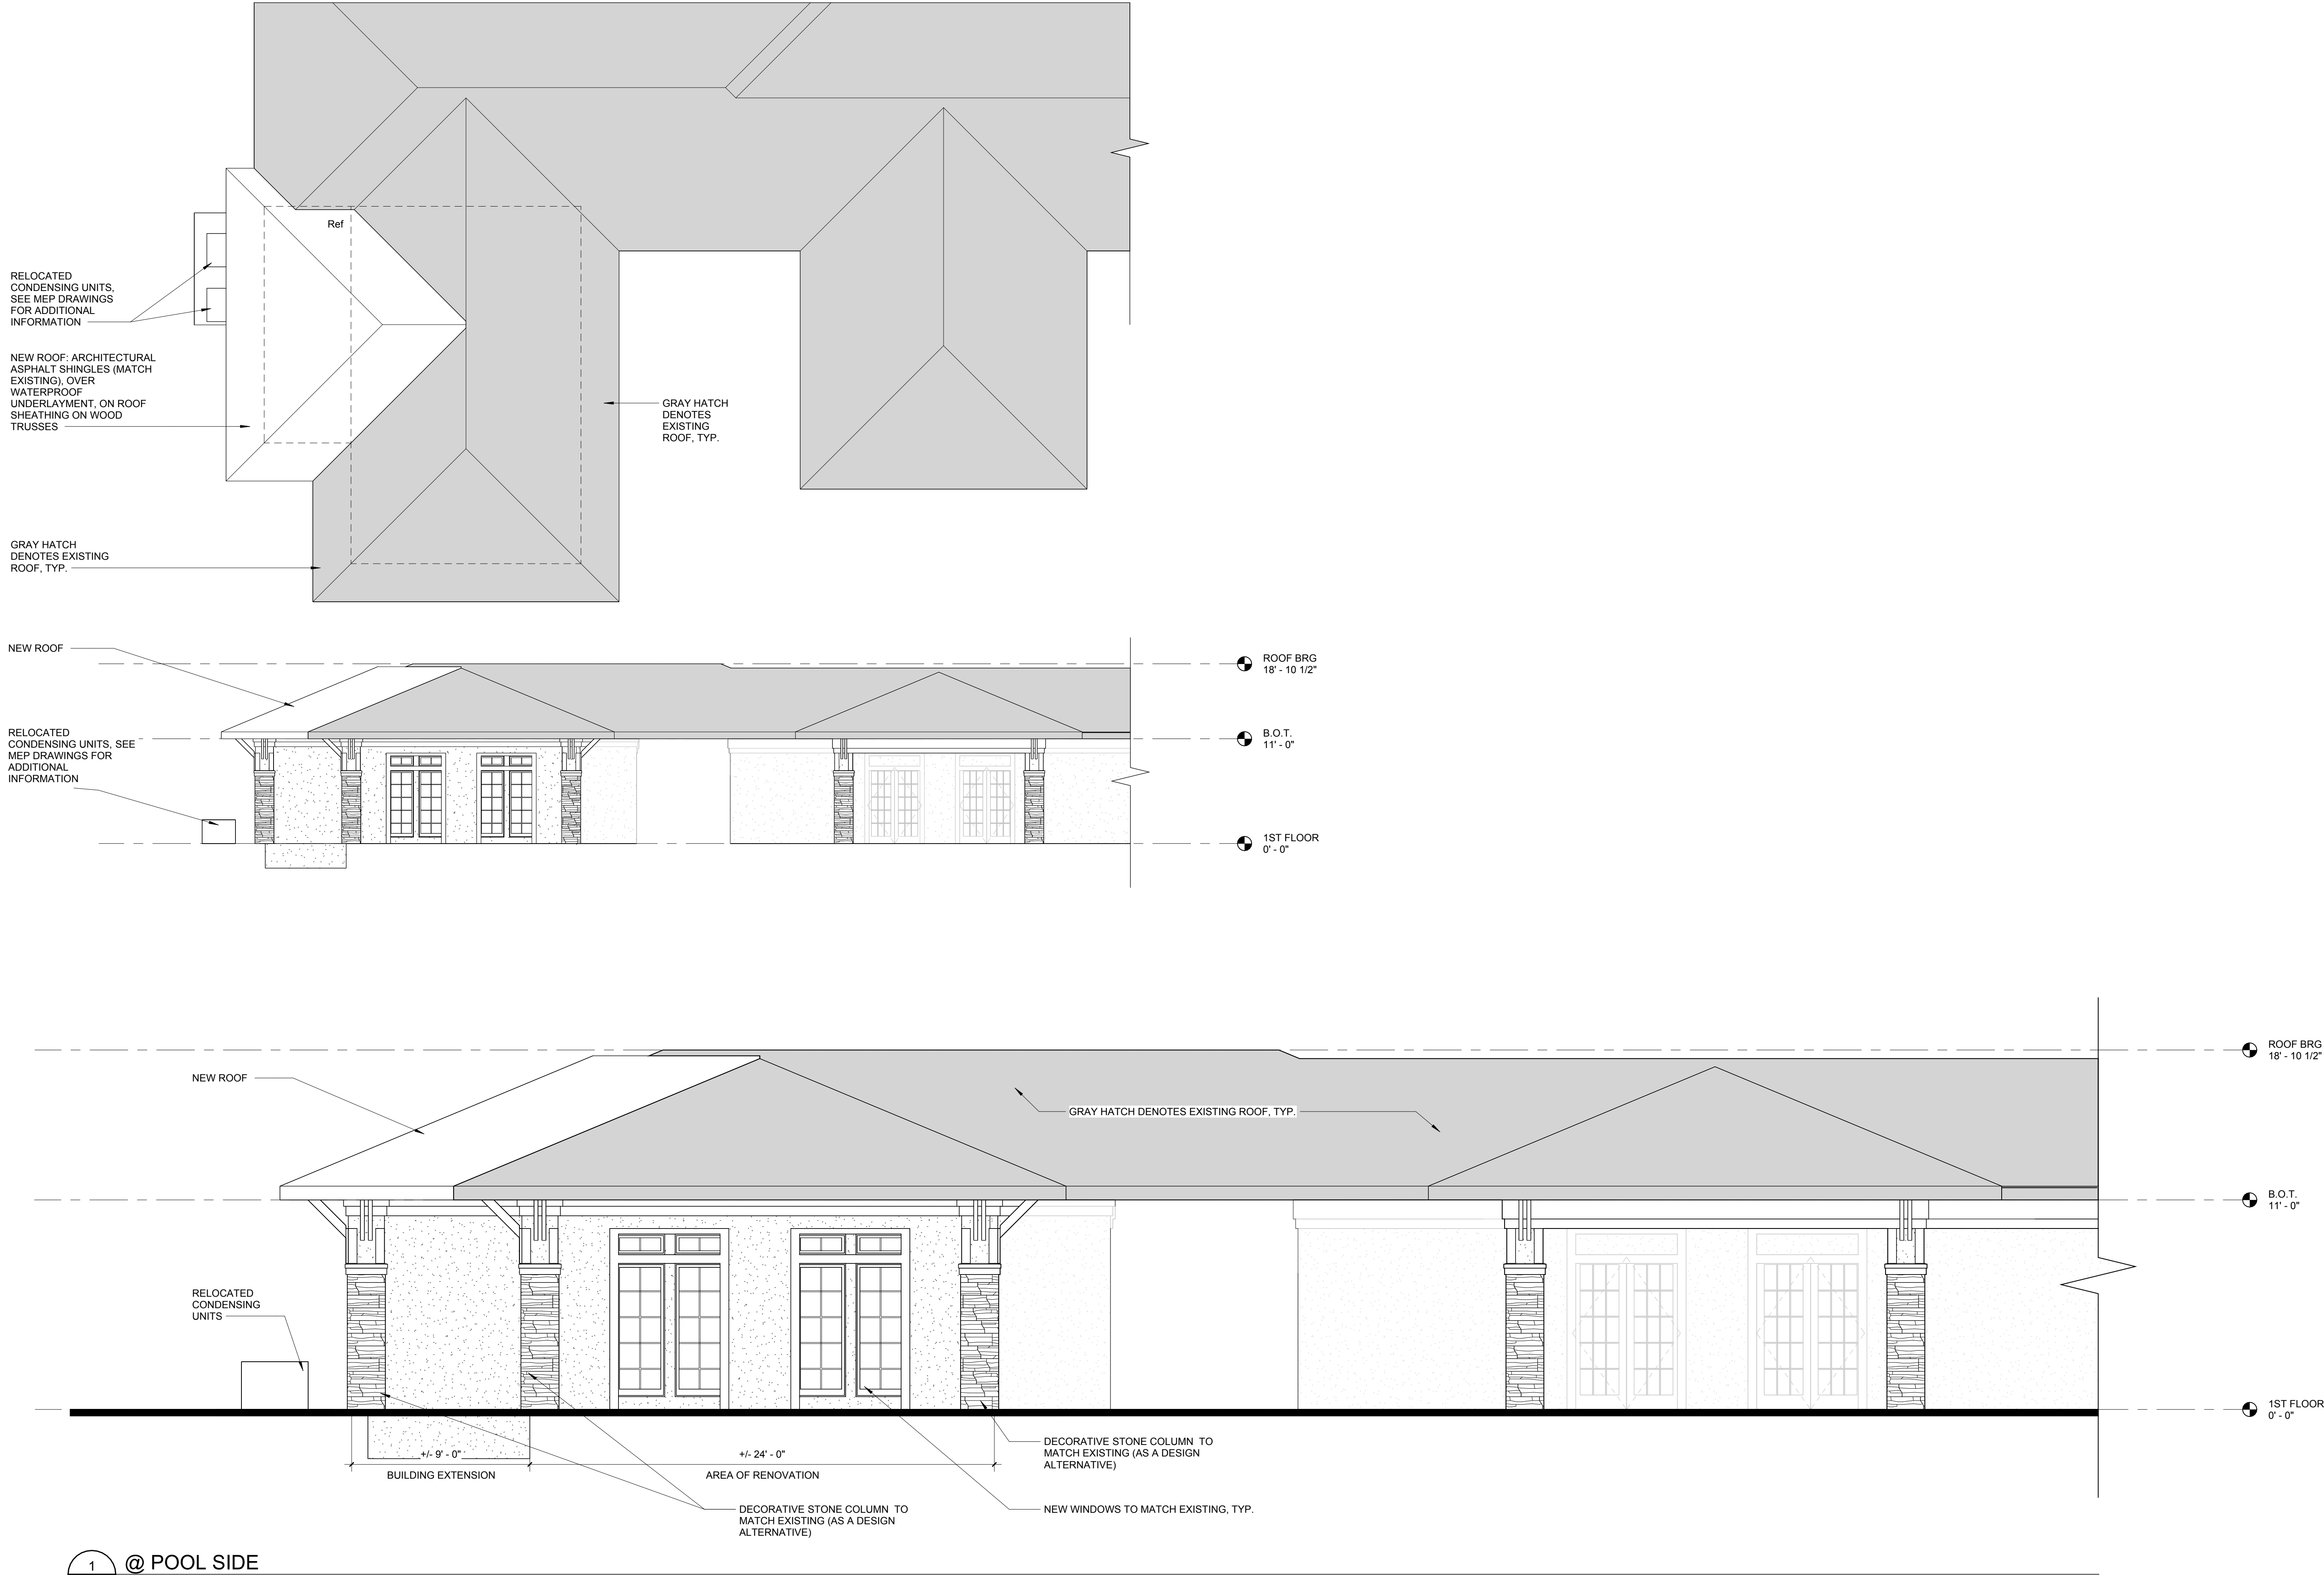 Ref
RELOCATED
CONDENSING UNITS,
SEE MEP DRAWINGS
FOR ADDITIONAL
INFORMATION
NEW ROOF: ARCHITECTURAL
ASPHALT SHINGLES (MATCH
EXISTING), OVER
WATERPROOF
UNDERLAYMENT, ON ROOF
SHEATHING ON WOOD
TRUSSES
GRAY HATCH
DENOTES
EXISTING
ROOF, TYP.
GRAY HATCH
DENOTES EXISTING
ROOF, TYP.
NEW ROOF
ROOF BRG
18' - 10 1/2"
RELOCATED
CONDENSING UNITS, SEE
MEP DRAWINGS FOR
ADDITIONAL
INFORMATION
B.O.T.
11' - 0"
1ST FLOOR
0' - 0"
ROOF BRG
18' - 10 1/2"
NEW ROOF
GRAY HATCH DENOTES EXISTING ROOF, TYP.
B.O.T.
11' - 0"
RELOCATED
CONDENSING
UNITS
1ST FLOOR
0' - 0"
+/- 9' - 0"
BUILDING EXTENSION
+/- 24' - 0"
AREA OF RENOVATION
DECORATIVE STONE COLUMN TO
MATCH EXISTING (AS A DESIGN
ALTERNATIVE)
DECORATIVE STONE COLUMN TO
MATCH EXISTING (AS A DESIGN
ALTERNATIVE)
NEW WINDOWS TO MATCH EXISTING, TYP.
1 @ POOL SIDE